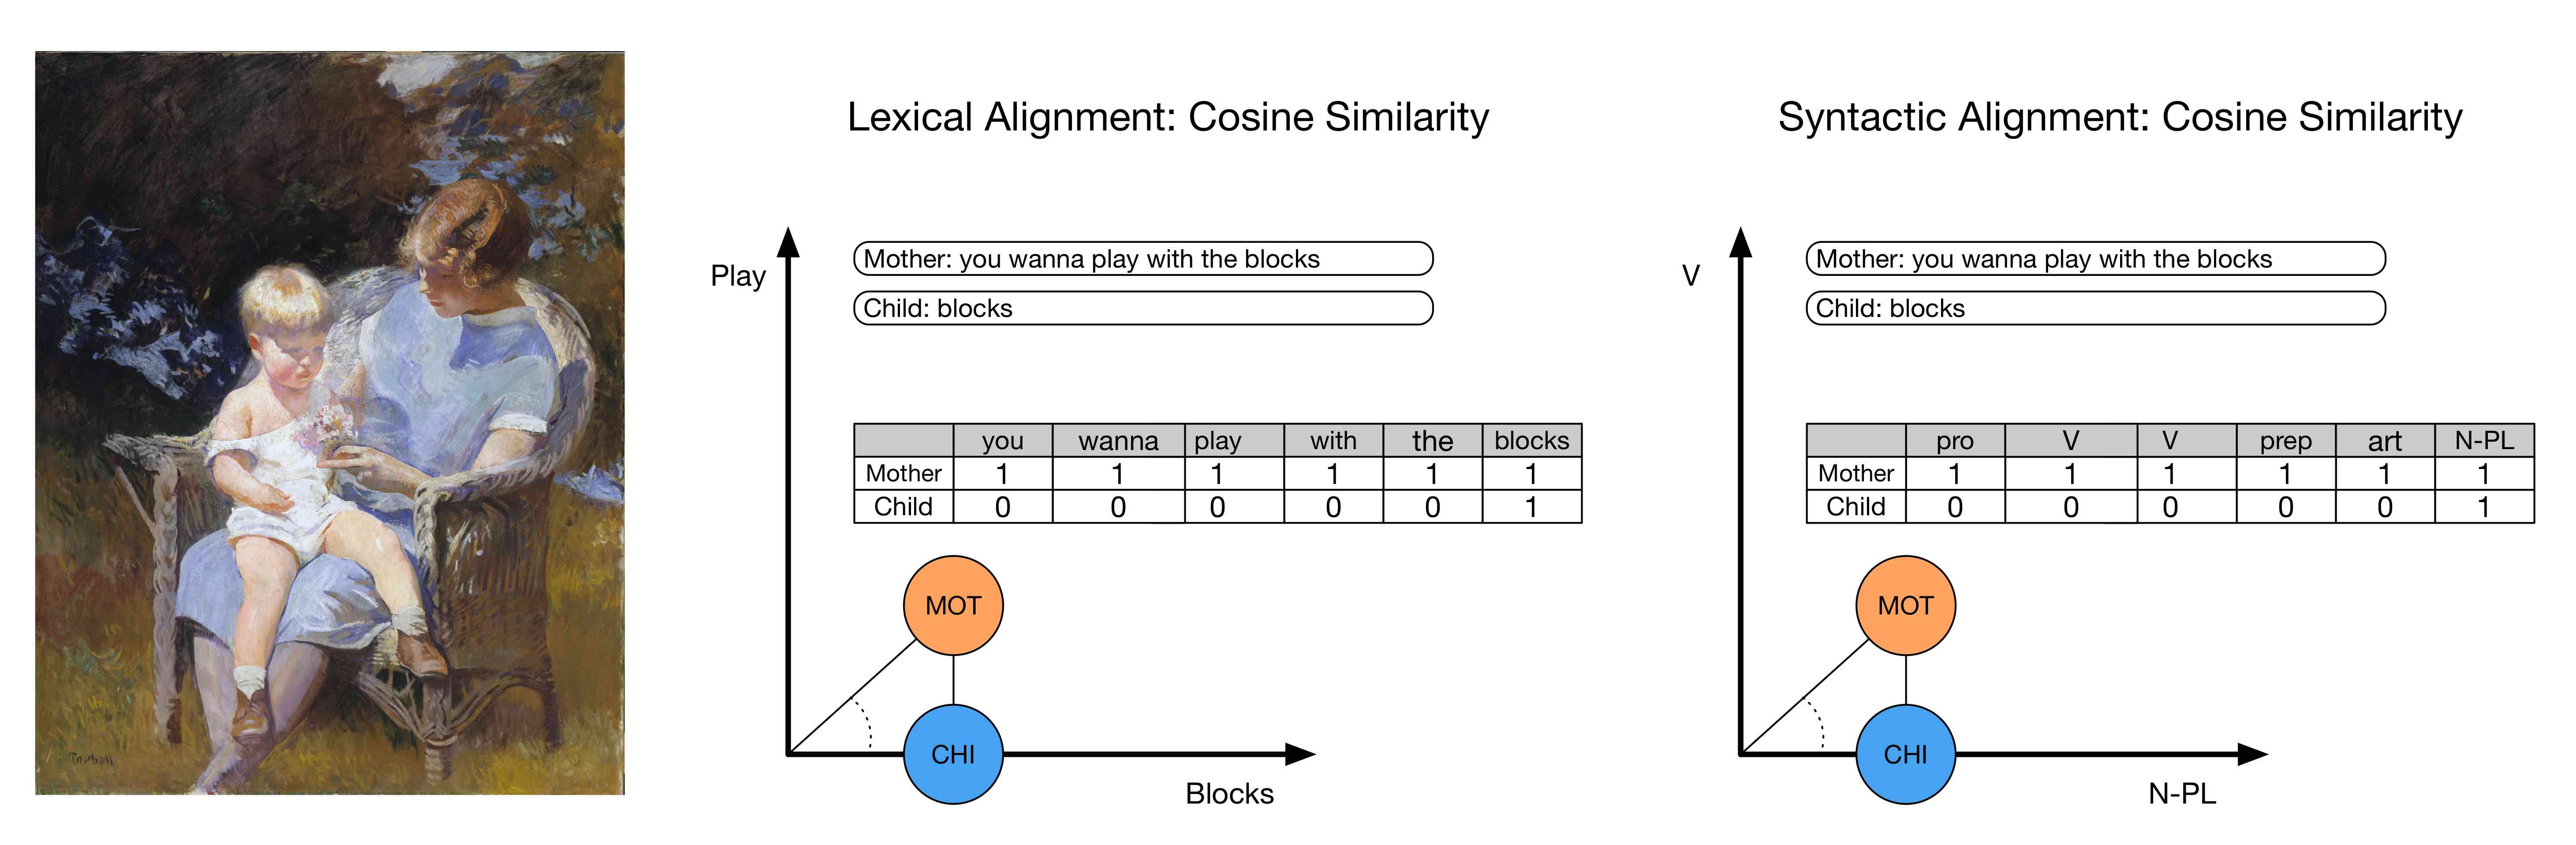 Lexical Alignment: Cosine Similarity
Play
Mother: you wanna play with the blocks
Child: blocks
you wanna play with the blocks
Mother 1 1 1 1 1 1
Child 0 0 0 0 0 1
MOT
CHI
Blocks
Syntactic Alignment: Cosine Similarity
V
Mother: you wanna play with the blocks
Child: blocks
pro V V prep art N-PL
Mother 1 1 1 1 1 1
Child 0 0 0 0 0 1
MOT
CHI
N-PL